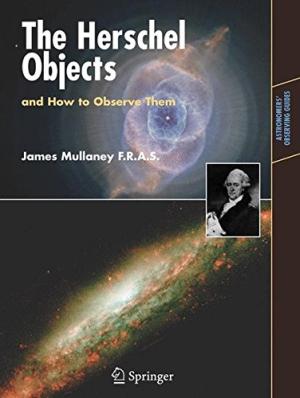 The Herschel
Objects
and How to Observe Them
James Mullaney F.R.A.S.
ASTRONOMERS'
OBSERVING GUIDES
Springer